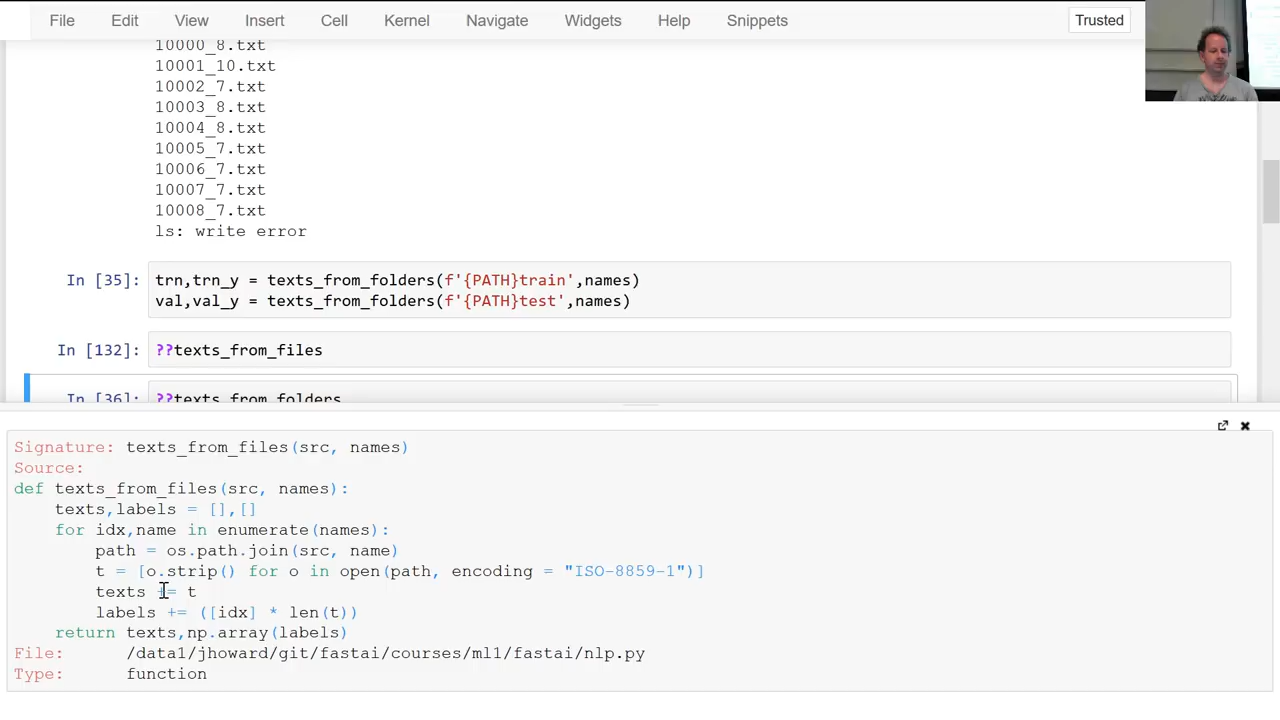 File Edit View Insert Cell Kernel Navigate Widgets Help Snippets Trusted
10000_8.txt
10001_10.txt
10002_7.txt
10003_8.txt
10004_8.txt
10005_7.txt
10006_7.txt
10007_7.txt
10008_7.txt
ls: write error
In [35]: trn,trn_y = texts_from_folders(f'{PATH}train',names)
val,val_y = texts_from_folders(f'{PATH}test',names)
In [132]: ??texts_from_files
In [36]: ??texts_from_folders
Signature: texts_from_files(src, names)
Source:
def texts_from_files(src, names):
    texts,labels = [],[]
    for idx,name in enumerate(names):
        path = os.path.join(src, name)
        t = [o.strip() for o in open(path, encoding = "ISO-8859-1")]
        texts += t
        labels += ([idx] * len(t))
    return texts,np.array(labels)
File: /data1/jhoward/git/fastai/courses/ml1/fastai/nlp.py
Type: function